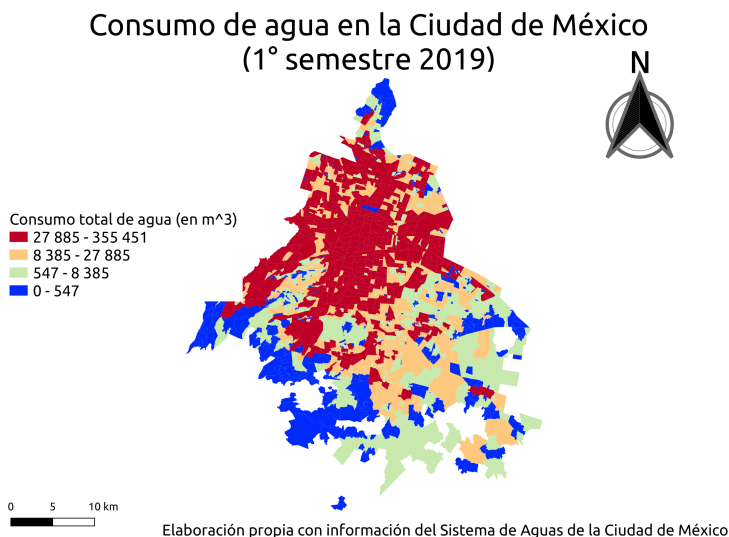 Consumo de agua en la Ciudad de México
(1° semestre 2019)
N
Consumo total de agua (en m^3)
27 885 - 355 451
8 385 - 27 885
547 - 8 385
0 - 547
0 5 10 km
Elaboración propia con información del Sistema de Aguas de la Ciudad de México